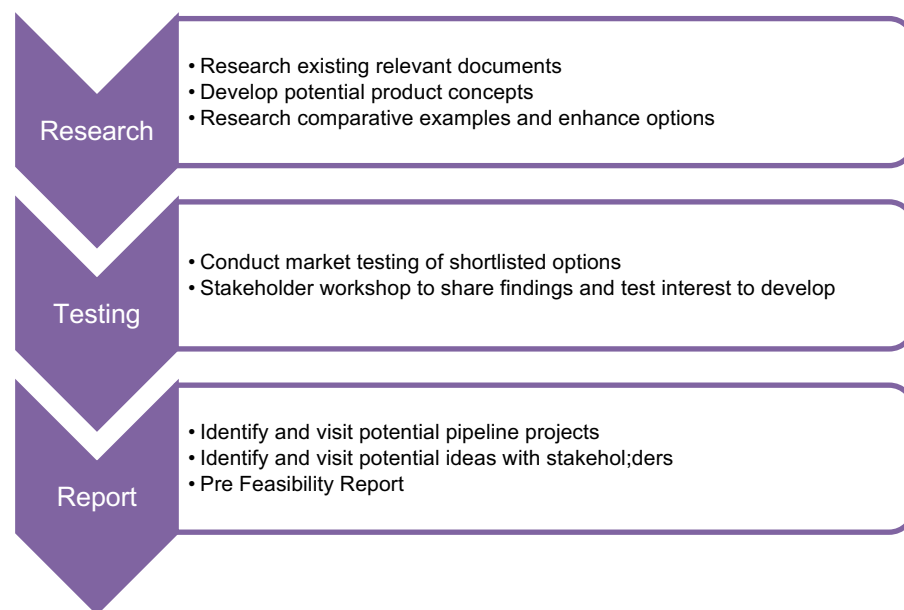 Research
• Research existing relevant documents
• Develop potential product concepts
• Research comparative examples and enhance options
Testing
• Conduct market testing of shortlisted options
• Stakeholder workshop to share findings and test interest to develop
Report
• Identify and visit potential pipeline projects
• Identify and visit potential ideas with stakehol;ders
• Pre Feasibility Report